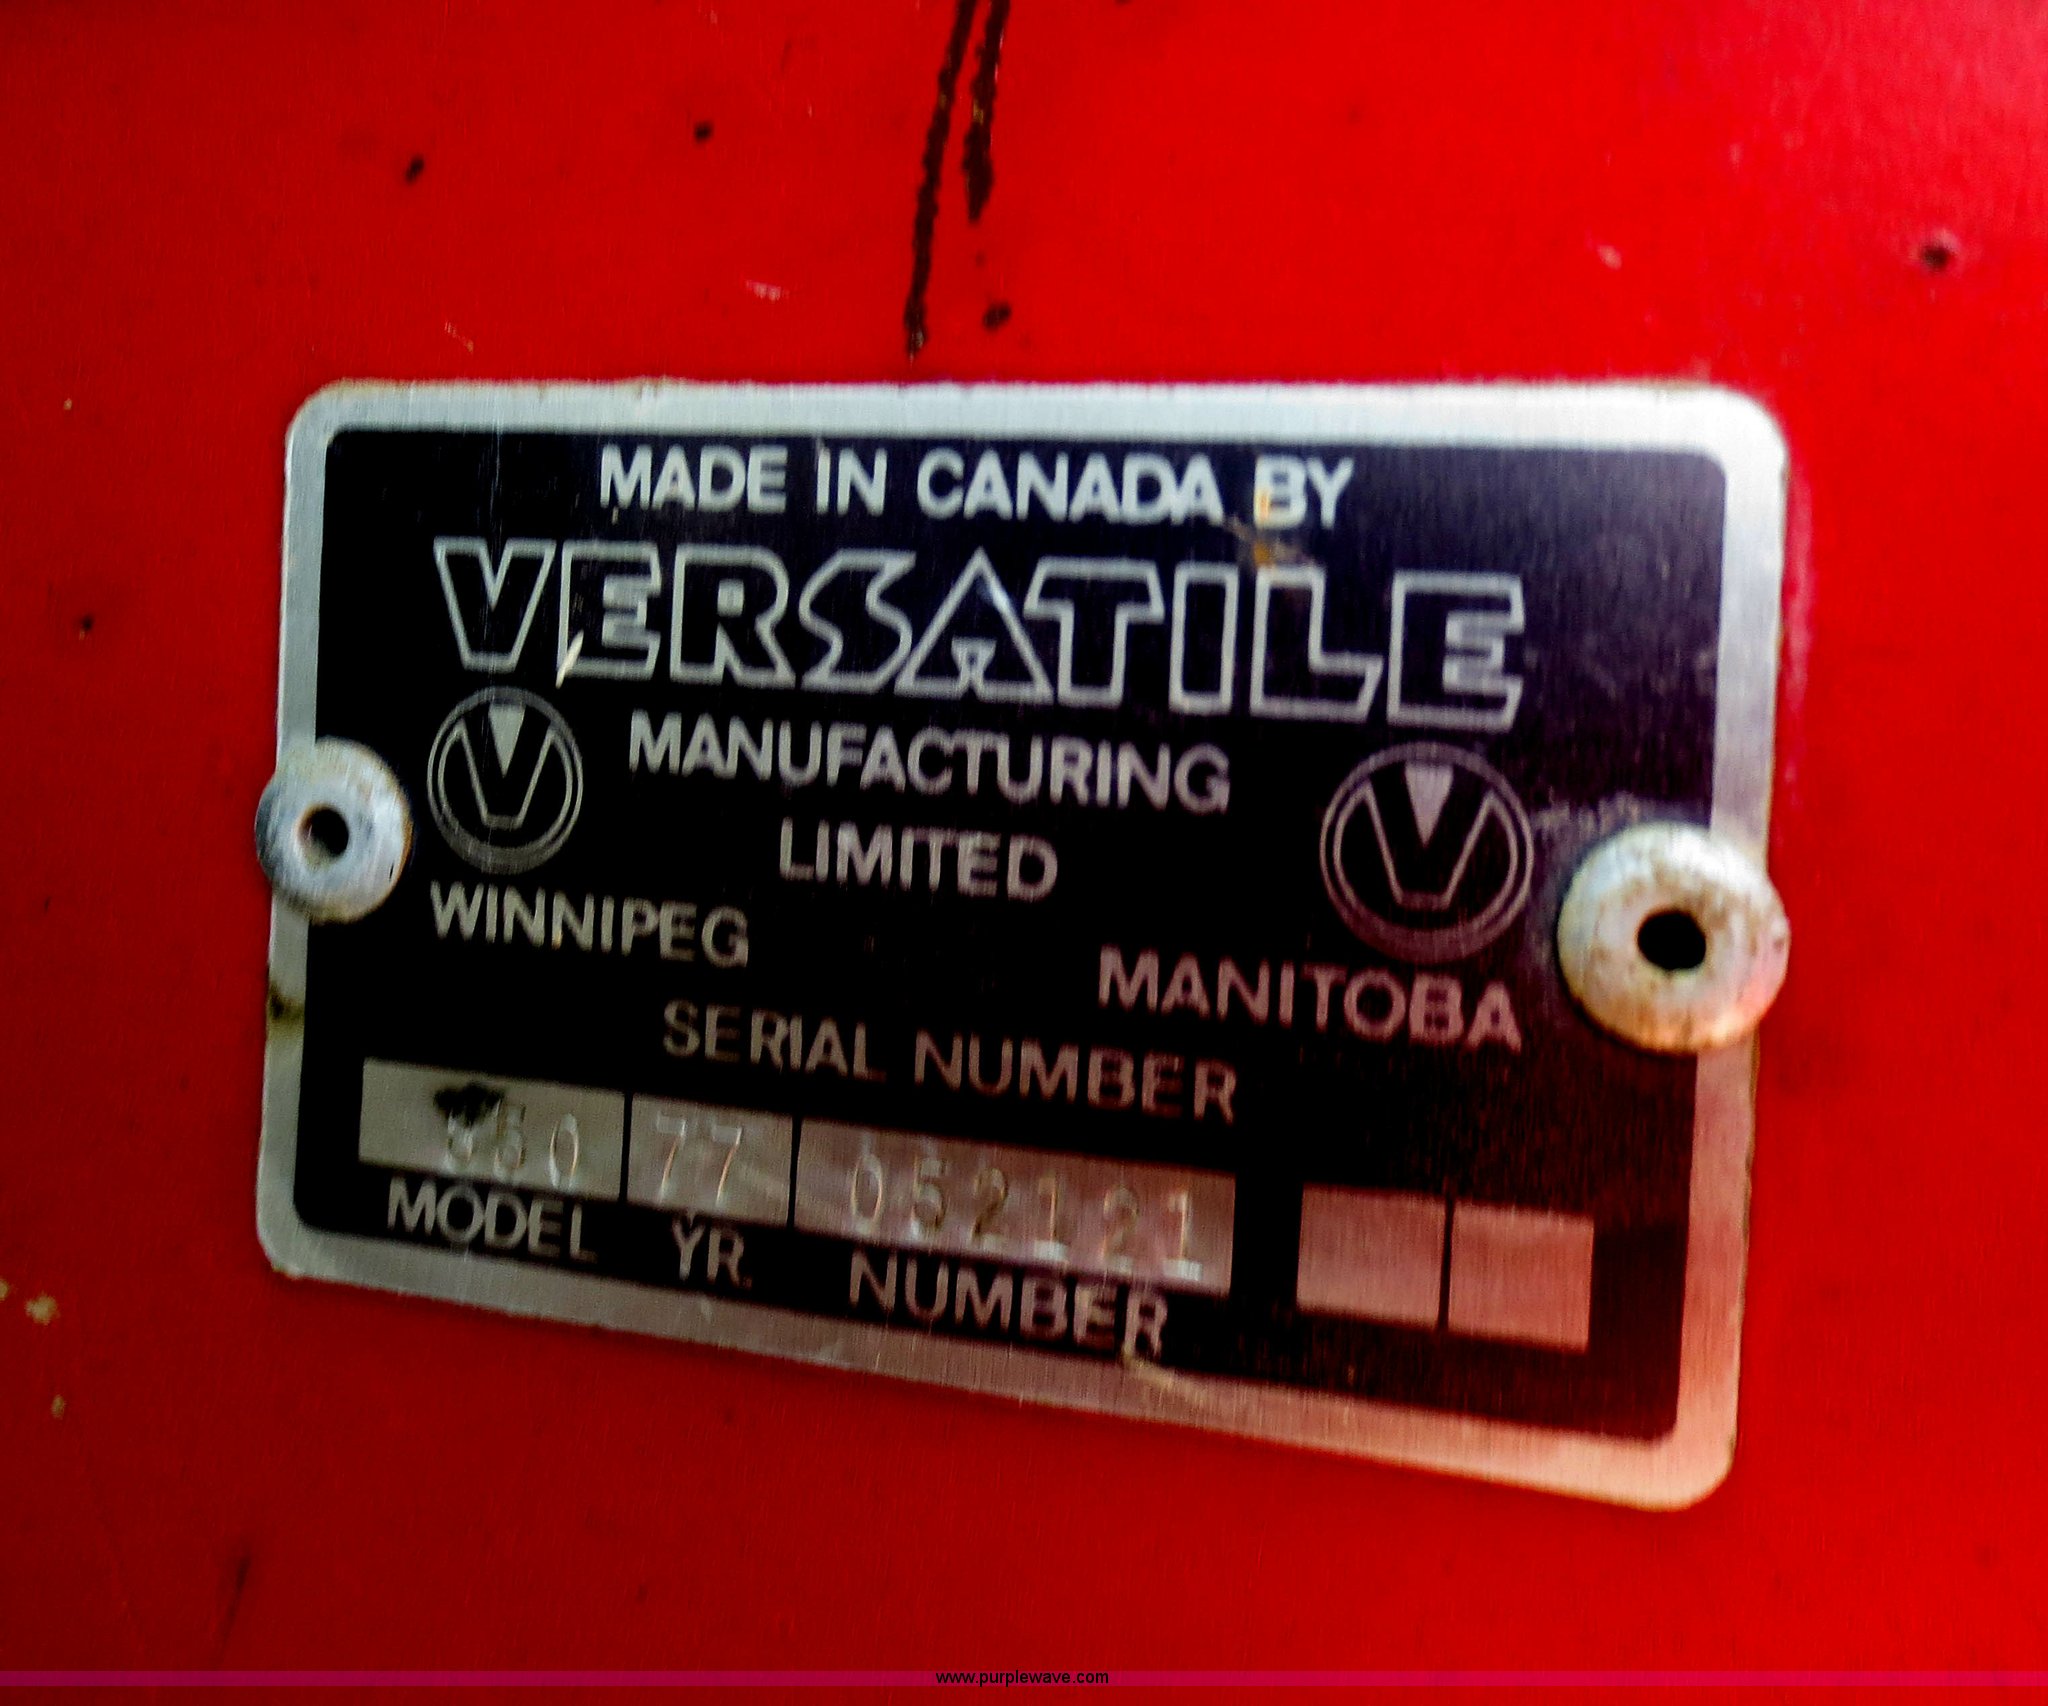 MADE IN CANADA BY
VERSATILE
MANUFACTURING
LIMITED
WINNIPEG
MANITOBA
SERIAL NUMBER
77 052121
MODEL YR. NUMBER
www.purplewave.com